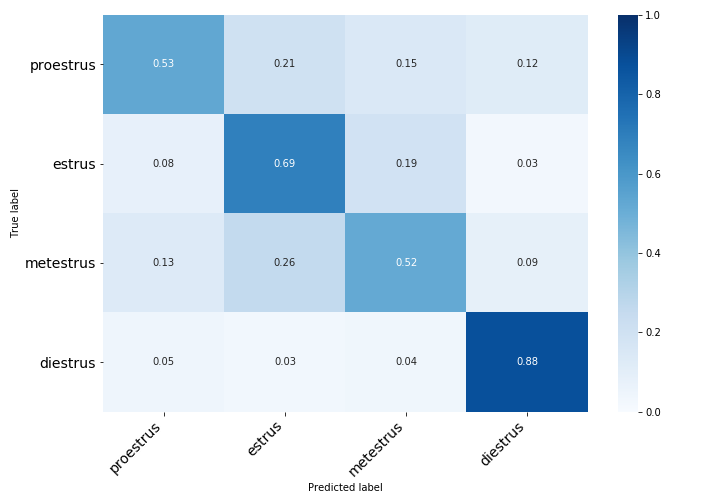 proestrus 0.53 0.21 0.15 0.12
estrus 0.08 0.69 0.19 0.03
metestrus 0.13 0.26 0.52 0.09
diestrus 0.05 0.03 0.04 0.88
True label
proestrus estrus metestrus diestrus
Predicted label
1.0
0.8
0.6
0.4
0.2
0.0